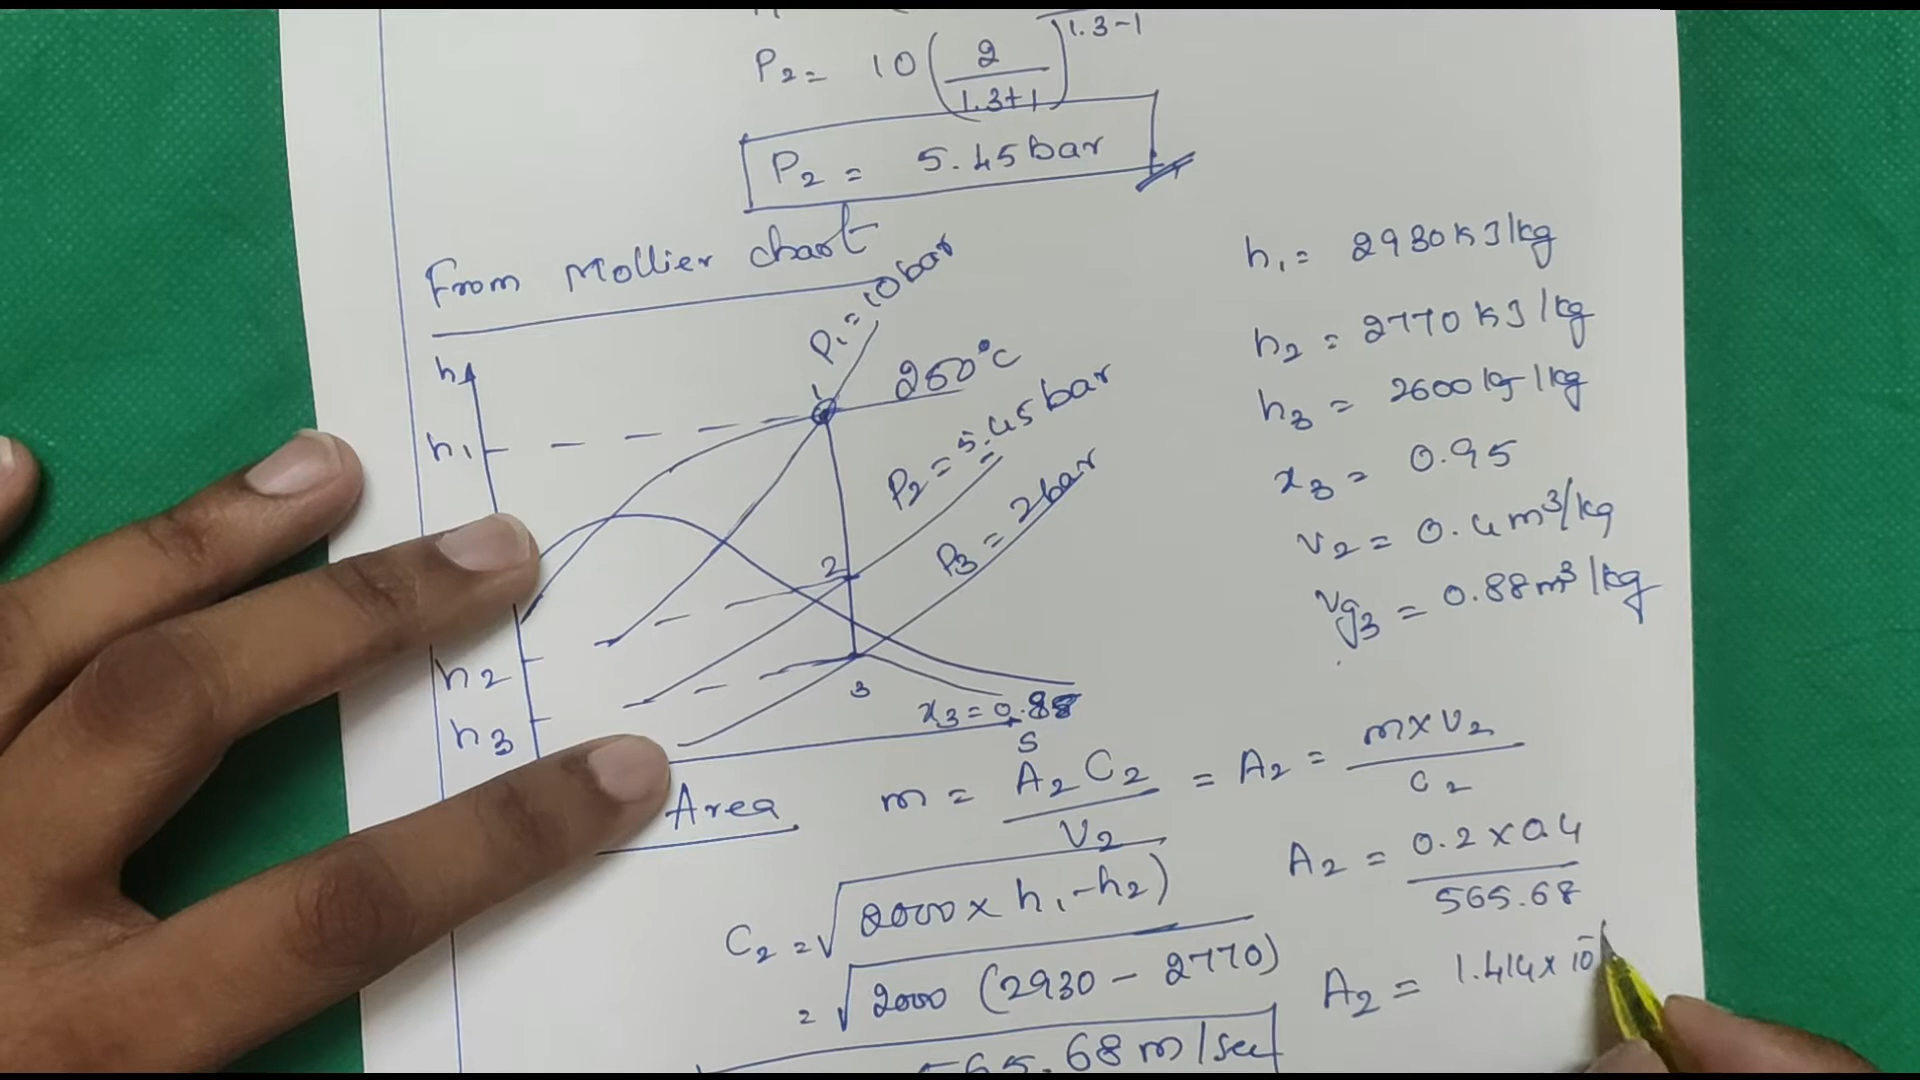 P2 = 10 (2 / 1.3+1) 1.3-1
P2 = 5.45 bar
From Mollier chart
h
P1 = 10 bar
1
250°C
h1
P2 = 5.45 bar
2
P3 = 2 bar
h2
3
h3
x3 = 0.88
S
h1 = 2930 KJ/kg
h2 = 2770 KJ/kg
h3 = 2600 kJ/kg
x3 = 0.95
v2 = 0.4 m³/kg
vg3 = 0.88 m³/kg
Area m = A2 C2 / V2 = A2 = m×V2 / C2
C2 = √2000 × h1-h2)
= √2000 (2930 - 2770)
565.68 m/sec
A2 = 0.2 × 0.4 / 565.68
A2 = 1.414 × 10⁻